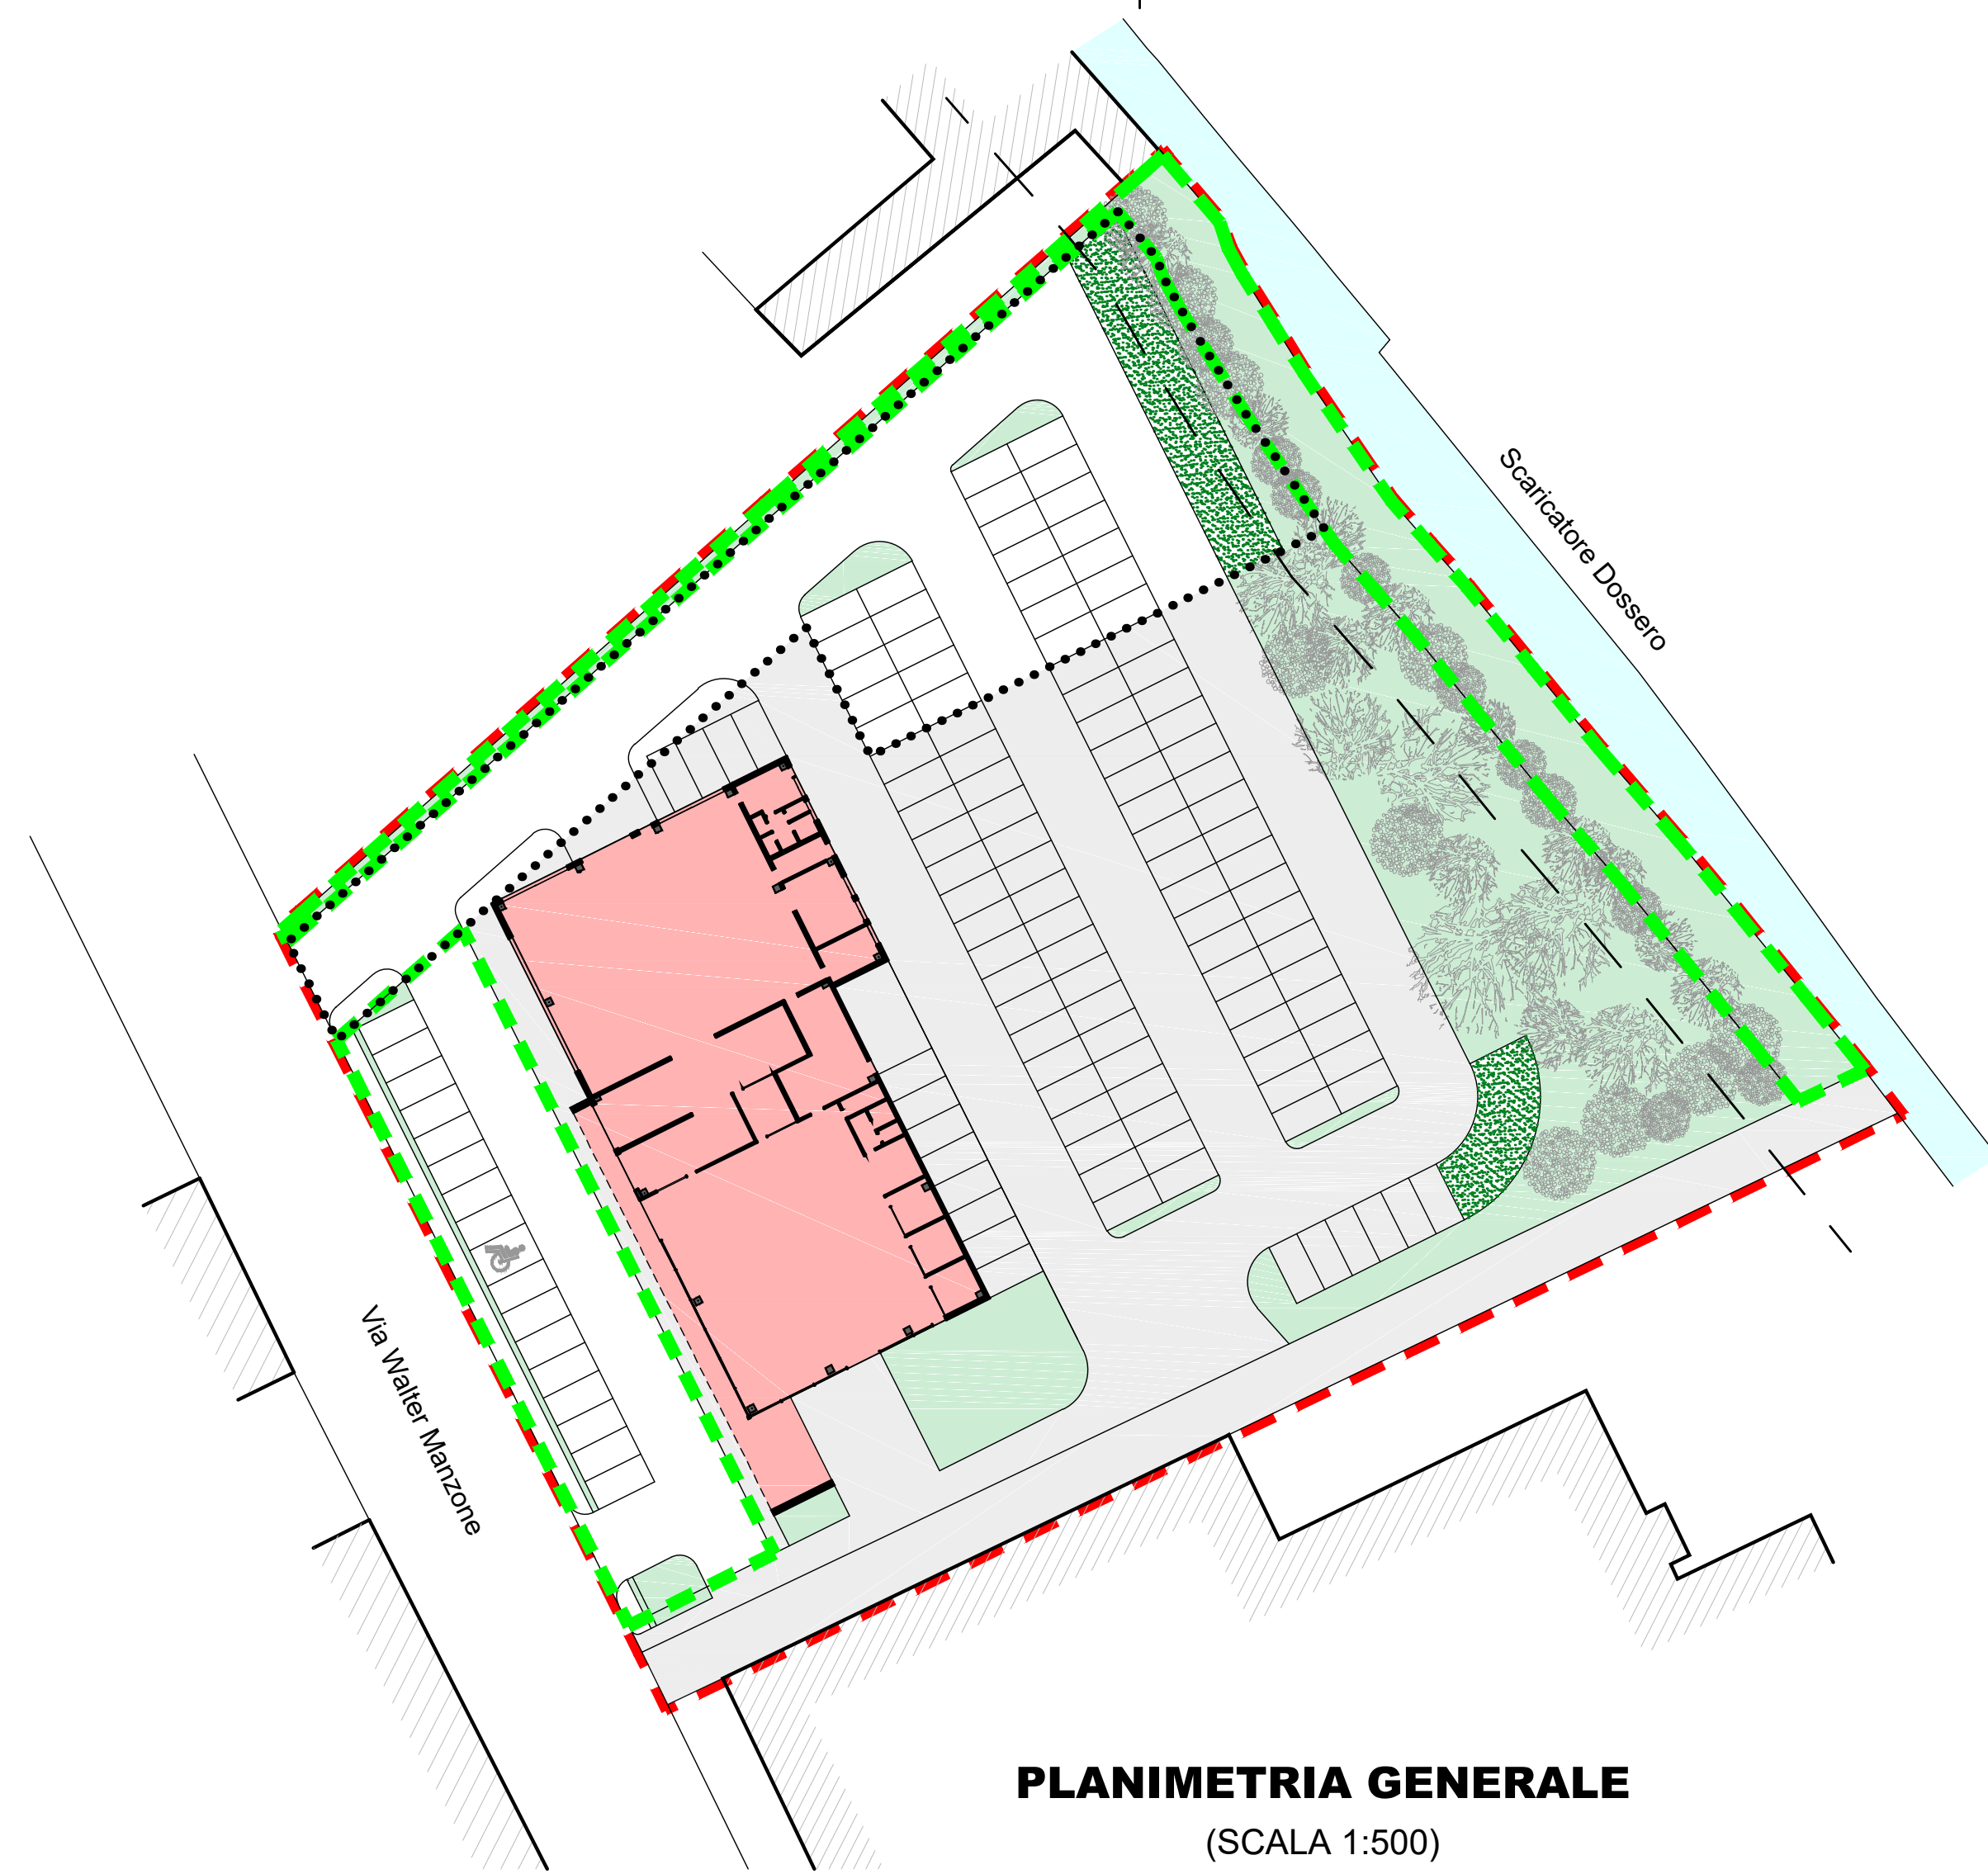 Scaricatore Dossero
Via Walter Manzone
PLANIMETRIA GENERALE
(SCALA 1:500)